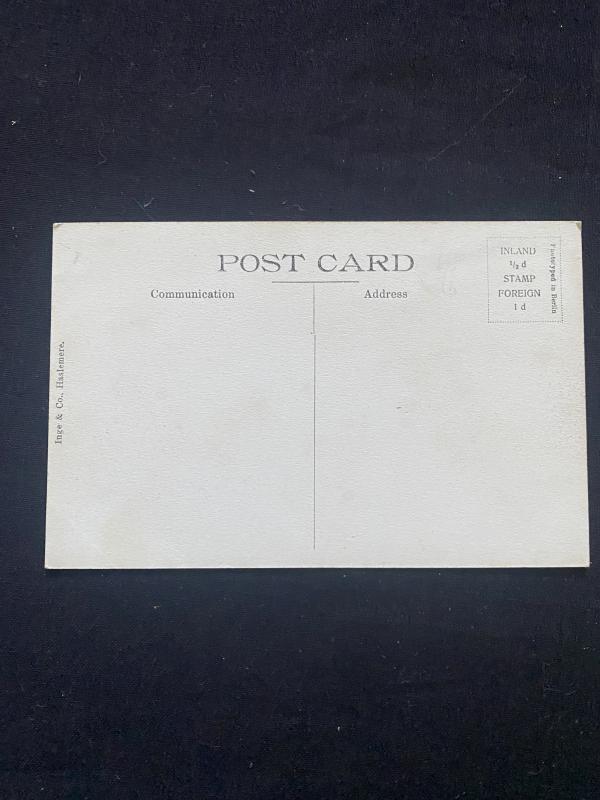 POST CARD
Communication
Address
INLAND
½ d
STAMP
FOREIGN
1 d
Phototyped in Berlin
Inge & Co., Haslemere.